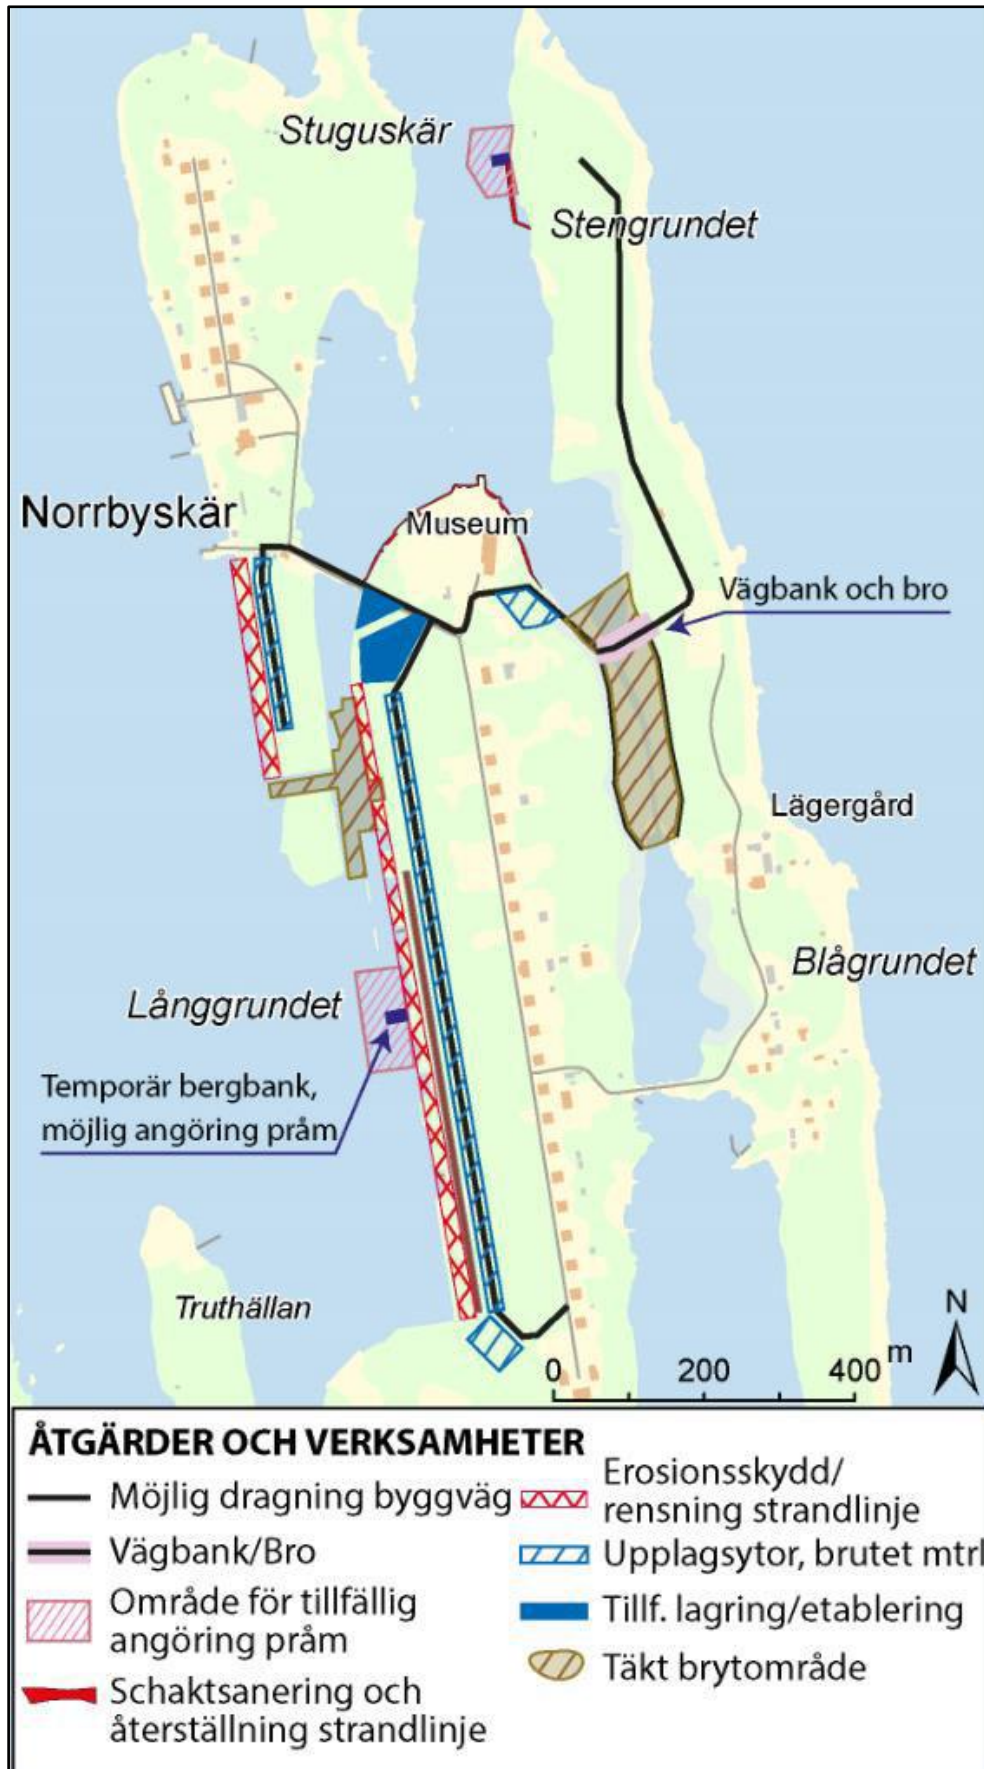 Stuguskär
Stengrundet
Norrbyskär
Museum
Vägbank och bro
Lägergård
Blågrundet
Långgrundet
Temporär bergbank,
möjlig angöring pråm
Truthällan
N
0 200 400 m
ÅTGÄRDER OCH VERKSAMHETER
Möjlig dragning byggväg
Vägbank/Bro
Område för tillfällig
angöring pråm
Schaktsanering och
återställning strandlinje
Erosionsskydd/
rensning strandlinje
Upplagsytor, brutet mtrl
Tillf. lagring/etablering
Täkt brytområde